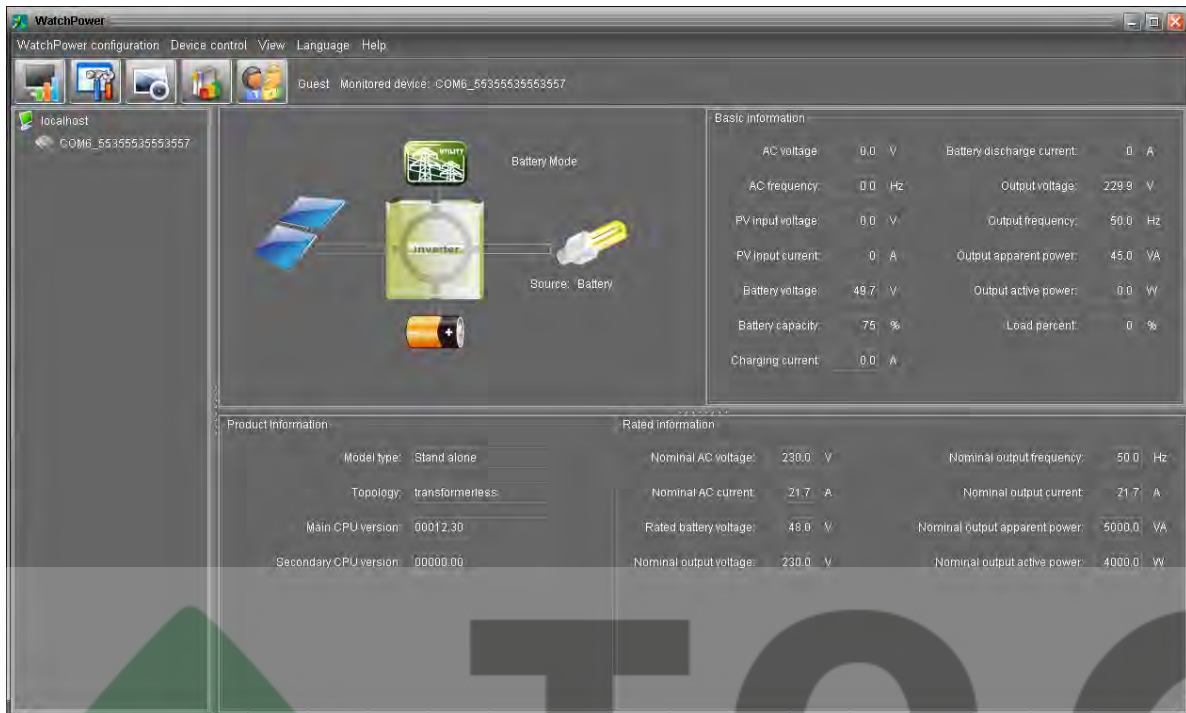 WatchPower
WatchPower configuration Device control View Language Help
Guest Monitored device: COM6_55355535553557
localhost
COM6_55355535553557
UTILITY
Battery Mode
inverter
Source: Battery
Basic information
AC voltage: 0.0 V
AC frequency: 0.0 Hz
PV input voltage: 0.0 V
PV input current: 0 A
Battery voltage: 49.7 V
Battery capacity: 75 %
Charging current: 0.0 A
Battery discharge current: 0 A
Output voltage: 229.9 V
Output frequency: 50.0 Hz
Output apparent power: 45.0 VA
Output active power: 0.0 W
Load percent: 0 %
Product Information
Model type: Stand alone
Topology: transformerless
Main CPU version: 00012.30
Secondary CPU version: 00000.00
Rated information
Nominal AC voltage: 230.0 V
Nominal AC current: 21.7 A
Rated battery voltage: 48.0 V
Nominal output voltage: 230.0 V
Nominal output frequency: 50.0 Hz
Nominal output current: 21.7 A
Nominal output apparent power: 5000.0 VA
Nominal output active power: 4000.0 W